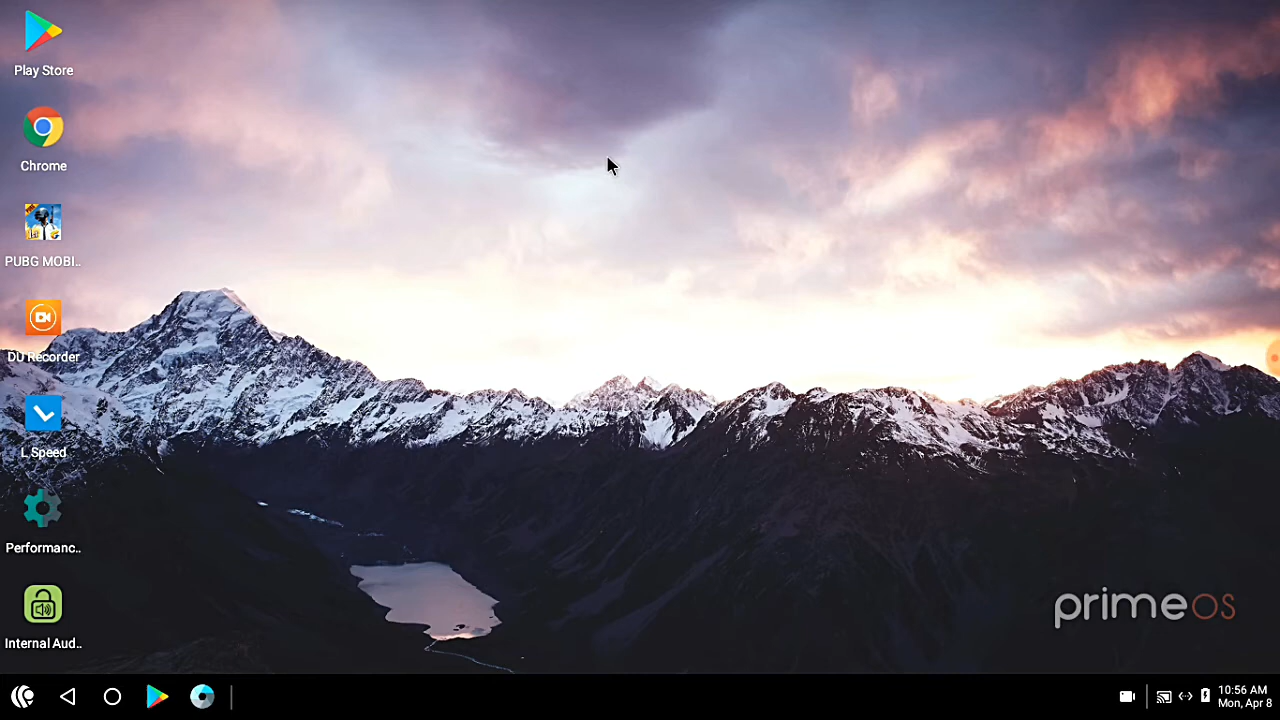 Play Store
Chrome
PUBG MOBI..
DU Recorder
L Speed
Performanc..
Internal Aud..
primeOS
10:56 AM
Mon, Apr 8